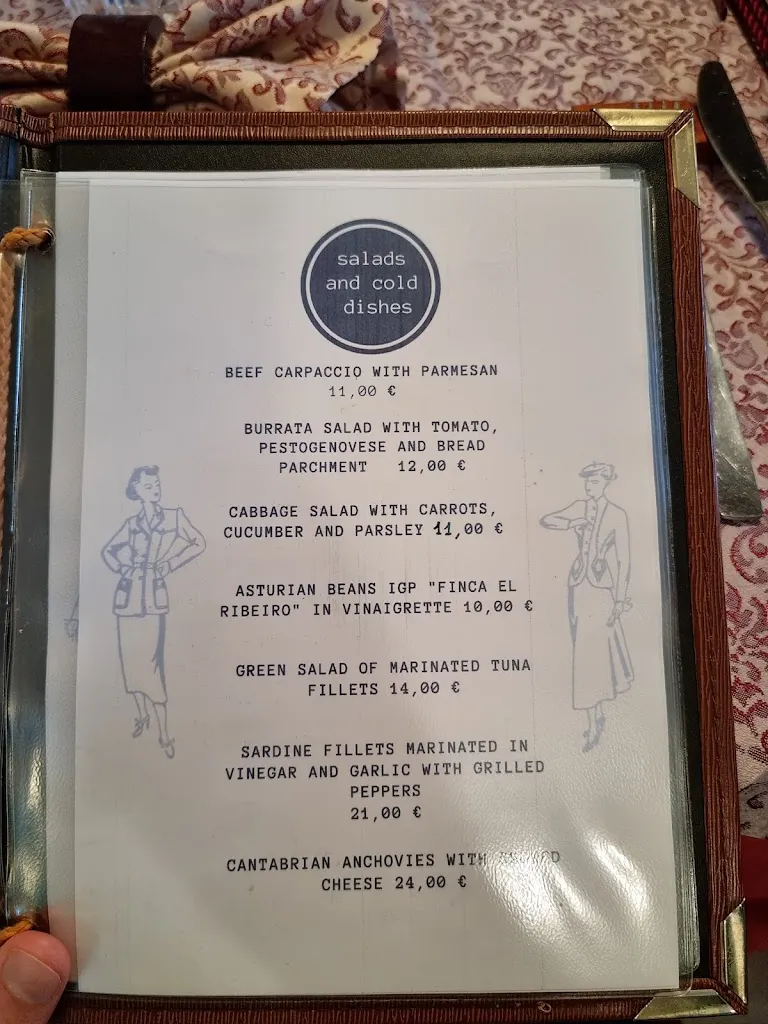 salads
and cold
dishes
BEEF CARPACCIO WITH PARMESAN
11,00 €
BURRATA SALAD WITH TOMATO,
PESTOGENOVESE AND BREAD
PARCHMENT 12,00 €
CABBAGE SALAD WITH CARROTS,
CUCUMBER AND PARSLEY 11,00 €
ASTURIAN BEANS IGP "FINCA EL
RIBEIRO" IN VINAIGRETTE 10,00 €
GREEN SALAD OF MARINATED TUNA
FILLETS 14,00 €
SARDINE FILLETS MARINATED IN
VINEGAR AND GARLIC WITH GRILLED
PEPPERS
21,00 €
CANTABRIAN ANCHOVIES WITH
CHEESE 24,00 €